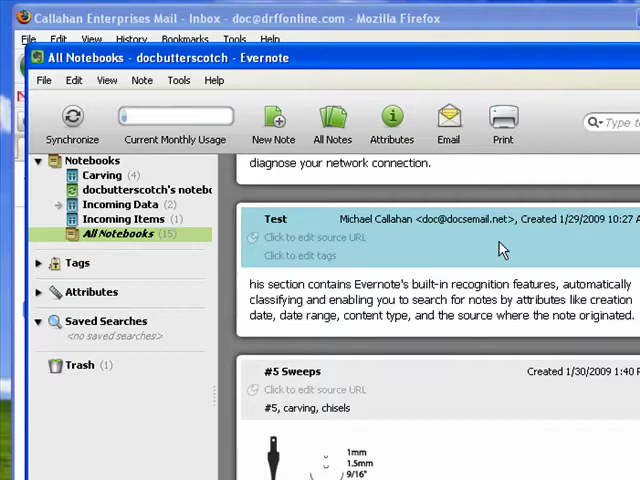 Callahan Enterprises Mail - Inbox - doc@drffonline.com - Mozilla Firefox
File Edit View History Bookmarks Tools Help
All Notebooks - docbutterscotch - Evernote
File Edit View Note Tools Help
Synchronize Current Monthly Usage New Note All Notes Attributes Email Print
Notebooks
Carving (4)
docbutterscotch's noteb
Incoming Data (2)
Incoming Items (1)
All Notebooks (15)
Tags
Attributes
Saved Searches
<no saved searches>
Trash (1)
diagnose your network connection.
Test Michael Callahan <doc@docsemail.net>, Created 1/29/2009 10:27 A
Click to edit source URL
Click to edit tags
his section contains Evernote's built-in recognition features, automatically
classifying and enabling you to search for notes by attributes like creation
date, date range, content type, and the source where the note originated.
#5 Sweeps Created 1/30/2009 1:40 P
Click to edit source URL
#5, carving, chisels
1mm
1.5mm
9/16"